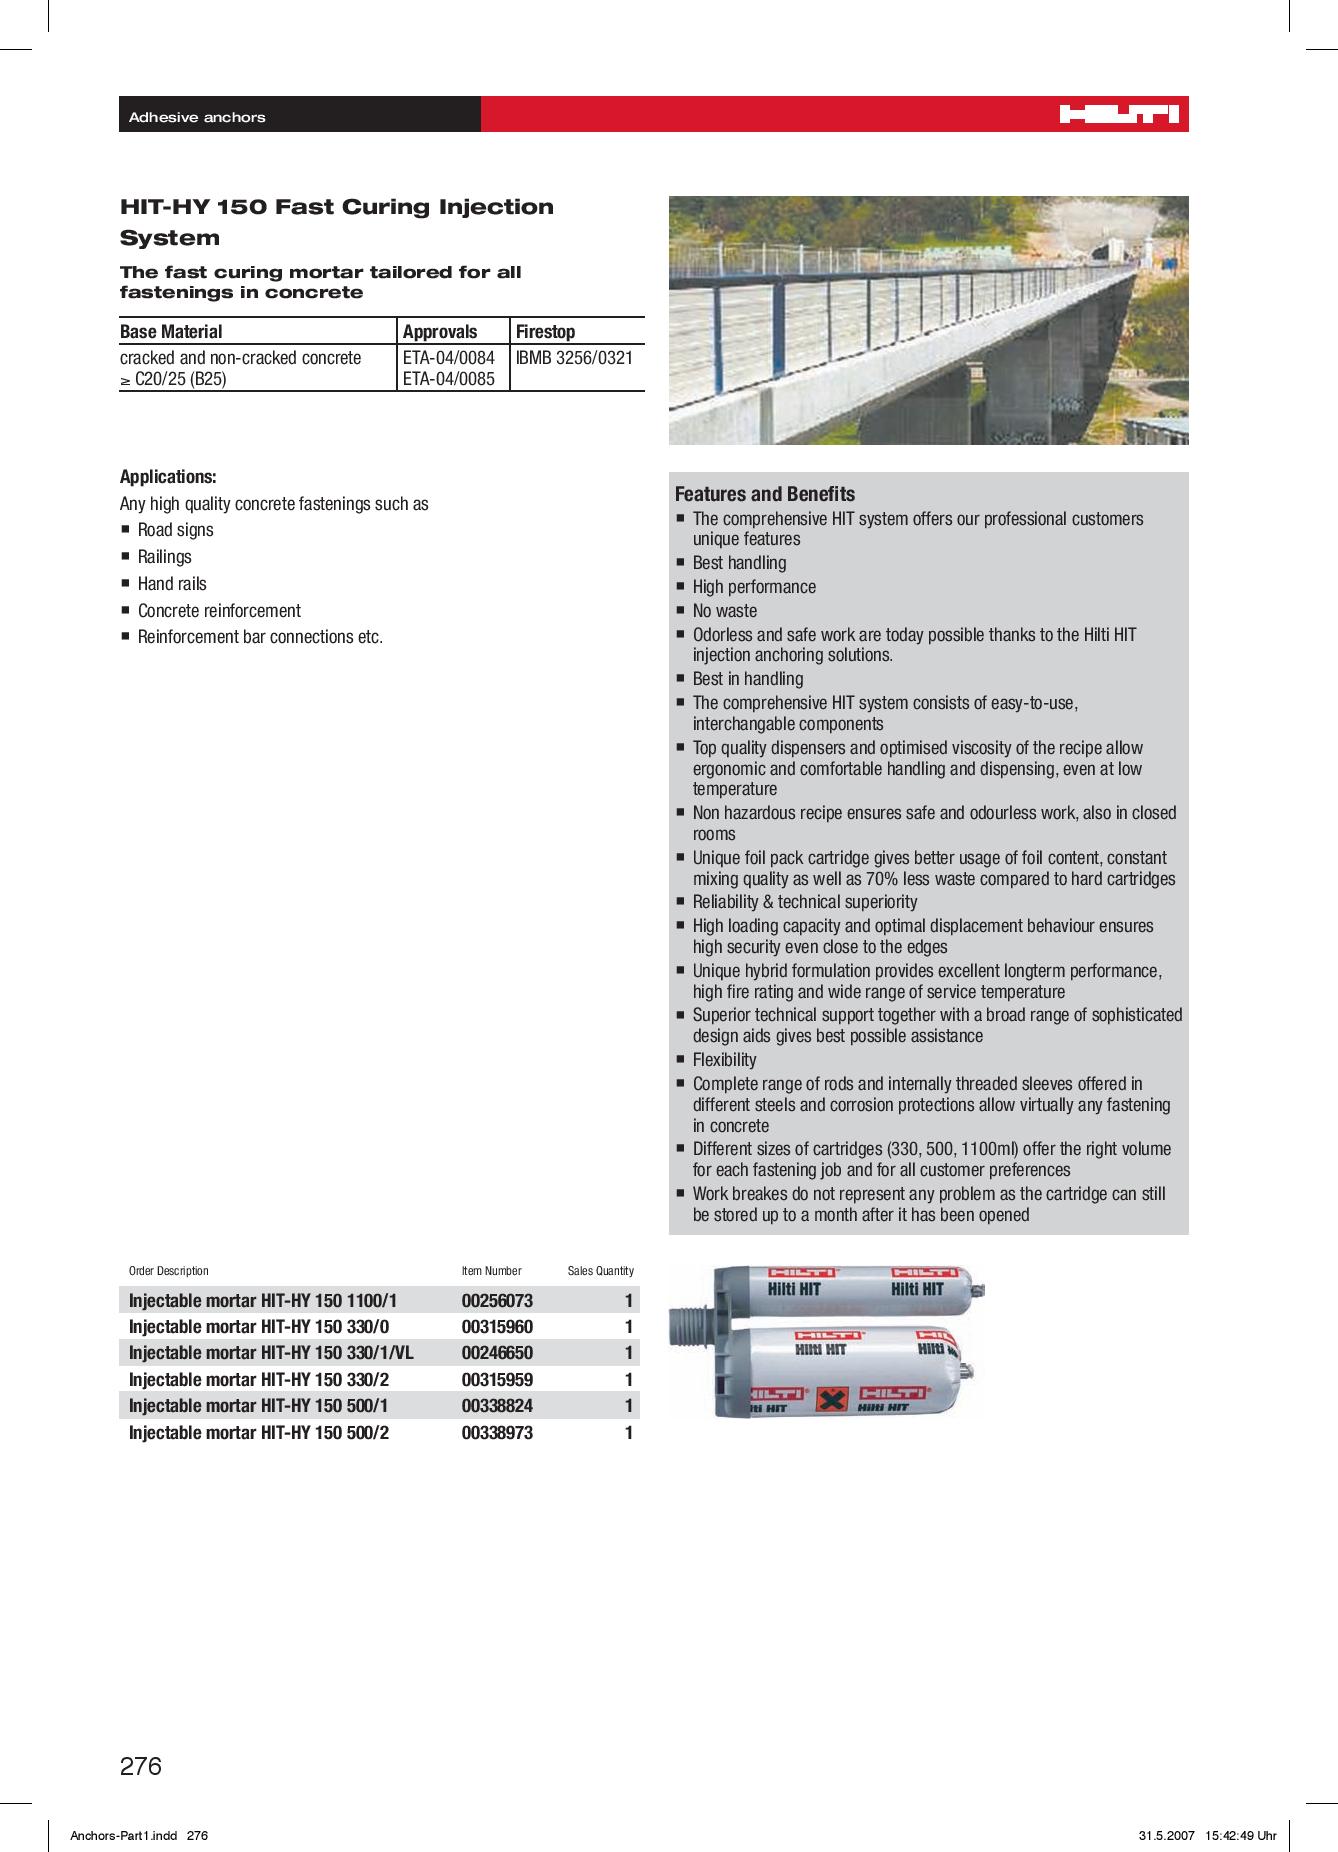 Adhesive anchors
HILTI
HIT-HY 150 Fast Curing Injection
System
The fast curing mortar tailored for all
fastenings in concrete
Base Material Approvals Firestop
cracked and non-cracked concrete ETA-04/0084 IBMB 3256/0321
≥ C20/25 (B25) ETA-04/0085
Applications:
Any high quality concrete fastenings such as
■ Road signs
■ Railings
■ Hand rails
■ Concrete reinforcement
■ Reinforcement bar connections etc.
Features and Benefits
■ The comprehensive HIT system offers our professional customers
unique features
■ Best handling
■ High performance
■ No waste
■ Odorless and safe work are today possible thanks to the Hilti HIT
injection anchoring solutions.
■ Best in handling
■ The comprehensive HIT system consists of easy-to-use,
interchangable components
■ Top quality dispensers and optimised viscosity of the recipe allow
ergonomic and comfortable handling and dispensing, even at low
temperature
■ Non hazardous recipe ensures safe and odourless work, also in closed
rooms
■ Unique foil pack cartridge gives better usage of foil content, constant
mixing quality as well as 70% less waste compared to hard cartridges
■ Reliability & technical superiority
■ High loading capacity and optimal displacement behaviour ensures
high security even close to the edges
■ Unique hybrid formulation provides excellent longterm performance,
high fire rating and wide range of service temperature
■ Superior technical support together with a broad range of sophisticated
design aids gives best possible assistance
■ Flexibility
■ Complete range of rods and internally threaded sleeves offered in
different steels and corrosion protections allow virtually any fastening
in concrete
■ Different sizes of cartridges (330, 500, 1100ml) offer the right volume
for each fastening job and for all customer preferences
■ Work breakes do not represent any problem as the cartridge can still
be stored up to a month after it has been opened
Order Description Item Number Sales Quantity
Injectable mortar HIT-HY 150 1100/1 00256073 1
Injectable mortar HIT-HY 150 330/0 00315960 1
Injectable mortar HIT-HY 150 330/1/VL 00246650 1
Injectable mortar HIT-HY 150 330/2 00315959 1
Injectable mortar HIT-HY 150 500/1 00338824 1
Injectable mortar HIT-HY 150 500/2 00338973 1
HILTI HILTI
Hilti HIT Hilti HIT
HILTI HILTI
Hilti HIT Hilti HIT
HILTI HILTI
Hilti HIT Hilti HIT
276
Anchors-Part1.indd 276 31.5.2007 15:42:49 Uhr